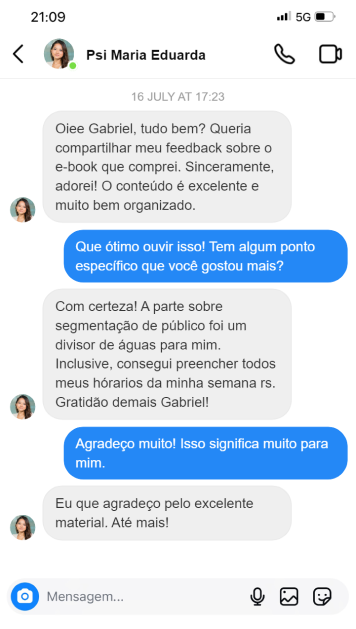 21:09
5G
Psi Maria Eduarda
16 JULY AT 17:23
Oiee Gabriel, tudo bem? Queria
compartilhar meu feedback sobre o
e-book que comprei. Sinceramente,
adorei! O conteúdo é excelente e
muito bem organizado.
Que ótimo ouvir isso! Tem algum ponto
específico que você gostou mais?
Com certeza! A parte sobre
segmentação de público foi um
divisor de águas para mim.
Inclusive, consegui preencher todos
meus hórarios da minha semana rs.
Gratidão demais Gabriel!
Agradeço muito! Isso significa muito para
mim.
Eu que agradeço pelo excelente
material. Até mais!
Mensagem...